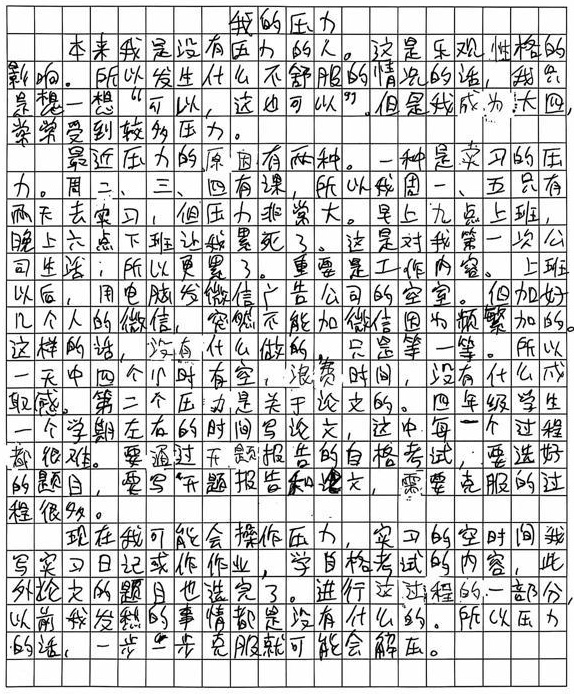 我的压力
本来我是没有压力的人。这是乐观性格的
影响。所以发生什么不舒服的情况的话，我只
是想一想“可以，这也可以”。但是我成为大四，
常常受到较多压力。
最近压力的原因有两种。一种是实习的压
力。周二、三、四有课，所以我周一、五只有
两天去实习，但压力非常大。早上九点上班，
晚上六点下班让我累死了。这是对我第一次公
司生活；所以更累了。重要是工作内容。上班
以后，用电脑发微信广告公司的空室。但加好
几个人的微信，突然不能加微信因为频繁加的。
这样的话，没有什么做的，只是等一等。所以
一天中四个小时有空，浪费时间，没有什么成
取感。第二个压力是关于论文的。四年级学生
一个学期左右的时间写论文，这中每一个过程
都很难。要通过开题报告的自格考试，要选好
的题目，要写开题报告和论文，需要克服的过
程很多。
现在我可能会操作压力，实习的空时间我
写实习日记或作作业，学自格考试的内容，此
外论文的题目也选完了。进行这过程的一部分，
以前我发愁的事情都是没有什么的。所以压力
的话，一步一步克服就可能会解压。